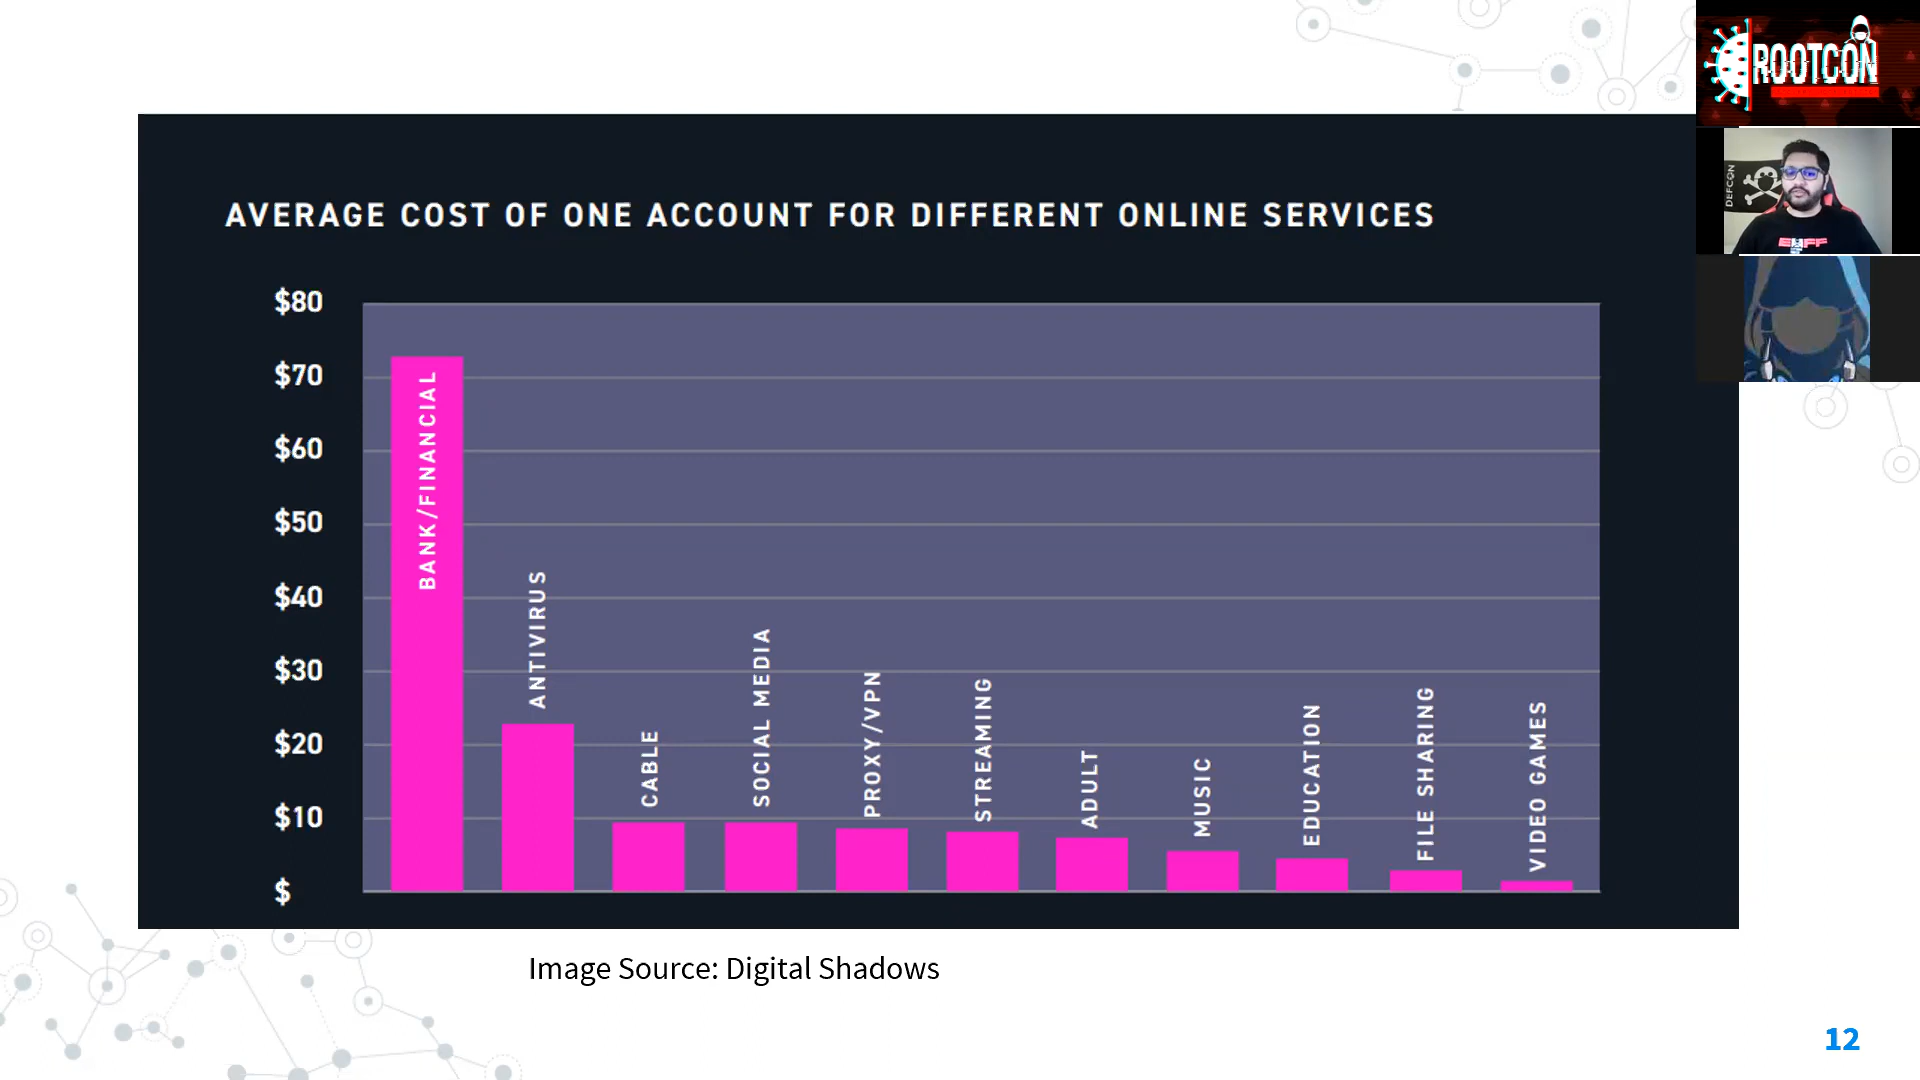 ROOTCON
DEFCON
AVERAGE COST OF ONE ACCOUNT FOR DIFFERENT ONLINE SERVICES
$80
$70
$60
$50
$40
$30
$20
$10
$
BANK/FINANCIAL
ANTIVIRUS
CABLE
SOCIAL MEDIA
PROXY/VPN
STREAMING
ADULT
MUSIC
EDUCATION
FILE SHARING
VIDEO GAMES
Image Source: Digital Shadows
12